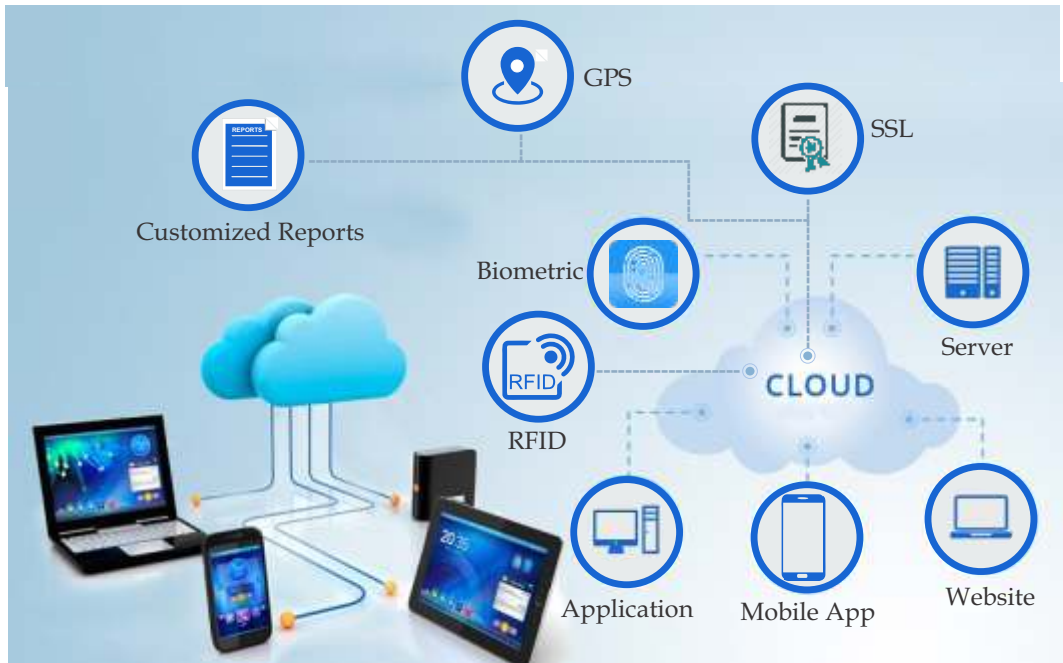 GPS
SSL
REPORTS
Customized Reports
Biometric
Server
RFID
RFID
CLOUD
20:35
Application
Mobile App
Website